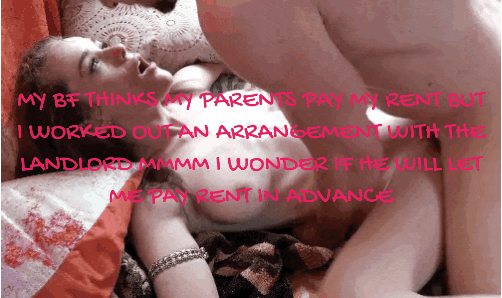 MY BF THINKS MY PARENTS PAY MY RENT BUT
I WORKED OUT AN ARRANGEMENT WITH THE
LANDLORD MMMM I WONDER IF HE WILL LET
ME PAY RENT IN ADVANCE